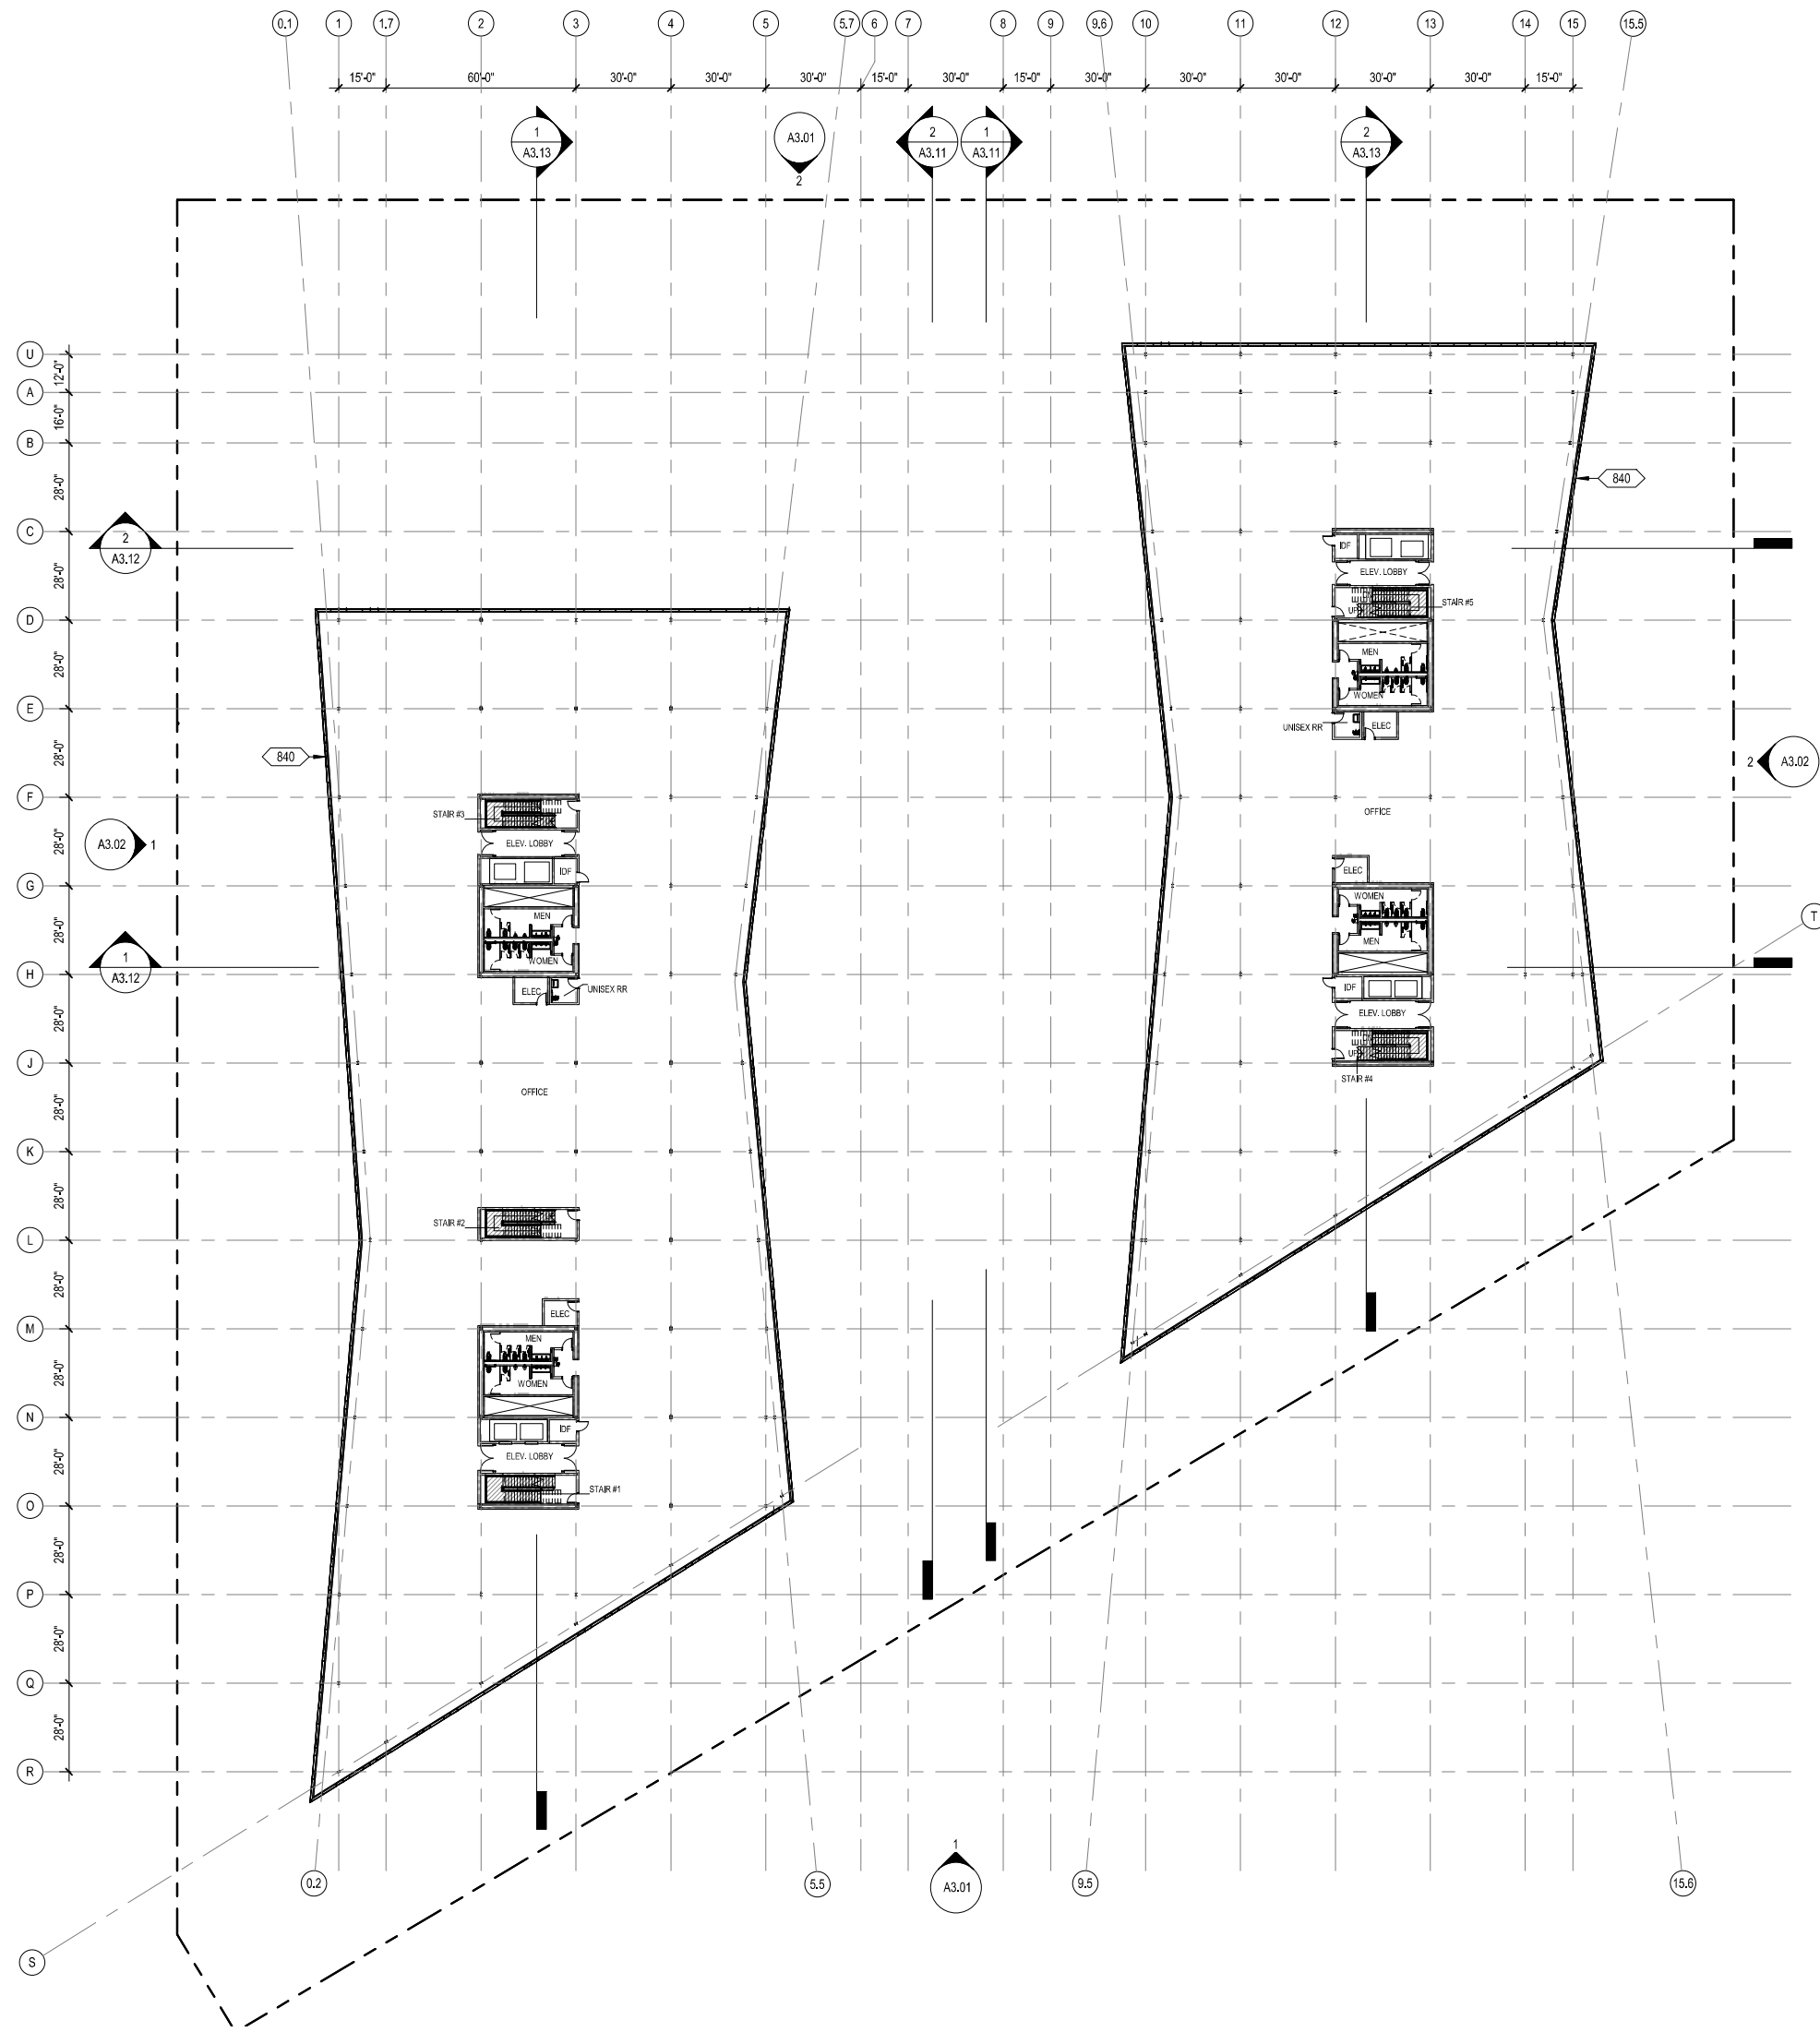 0.1 1 1.7 2 3 4 5 5.7 6 7 8 9 9.6 10 11 12 13 14 15 15.5
15'-0" 60'-0" 30'-0" 30'-0" 30'-0" 15'-0" 30'-0" 15'-0" 30'-0" 30'-0" 30'-0" 30'-0" 30'-0" 15'-0"
1
A3.13
A3.01
2
2
A3.11
1
A3.11
2
A3.13
U
12'-0"
A
16'-0"
B
28'-0"
840
C
2
A3.12
IDF
28'-0"
ELEV. LOBBY
STAIR #5
UP
D
28'-0"
MEN
WOMEN
E
UNISEX RR
ELEC
28'-0"
840
2
A3.02
F
OFFICE
STAIR #3
28'-0"
ELEV. LOBBY
A3.02
1
IDF
ELEC
G
WOMEN
MEN
28'-0"
MEN
WOMEN
T
1
A3.12
H
ELEC
UNISEX RR
IDF
28'-0"
ELEV. LOBBY
UP
J
STAIR #4
OFFICE
28'-0"
K
28'-0"
STAIR #2
L
28'-0"
ELEC
M
MEN
28'-0"
WOMEN
N
IDF
28'-0"
ELEV. LOBBY
STAIR #1
O
28'-0"
P
28'-0"
Q
28'-0"
R
1
A3.01
0.2 5.5 9.5 15.6
S